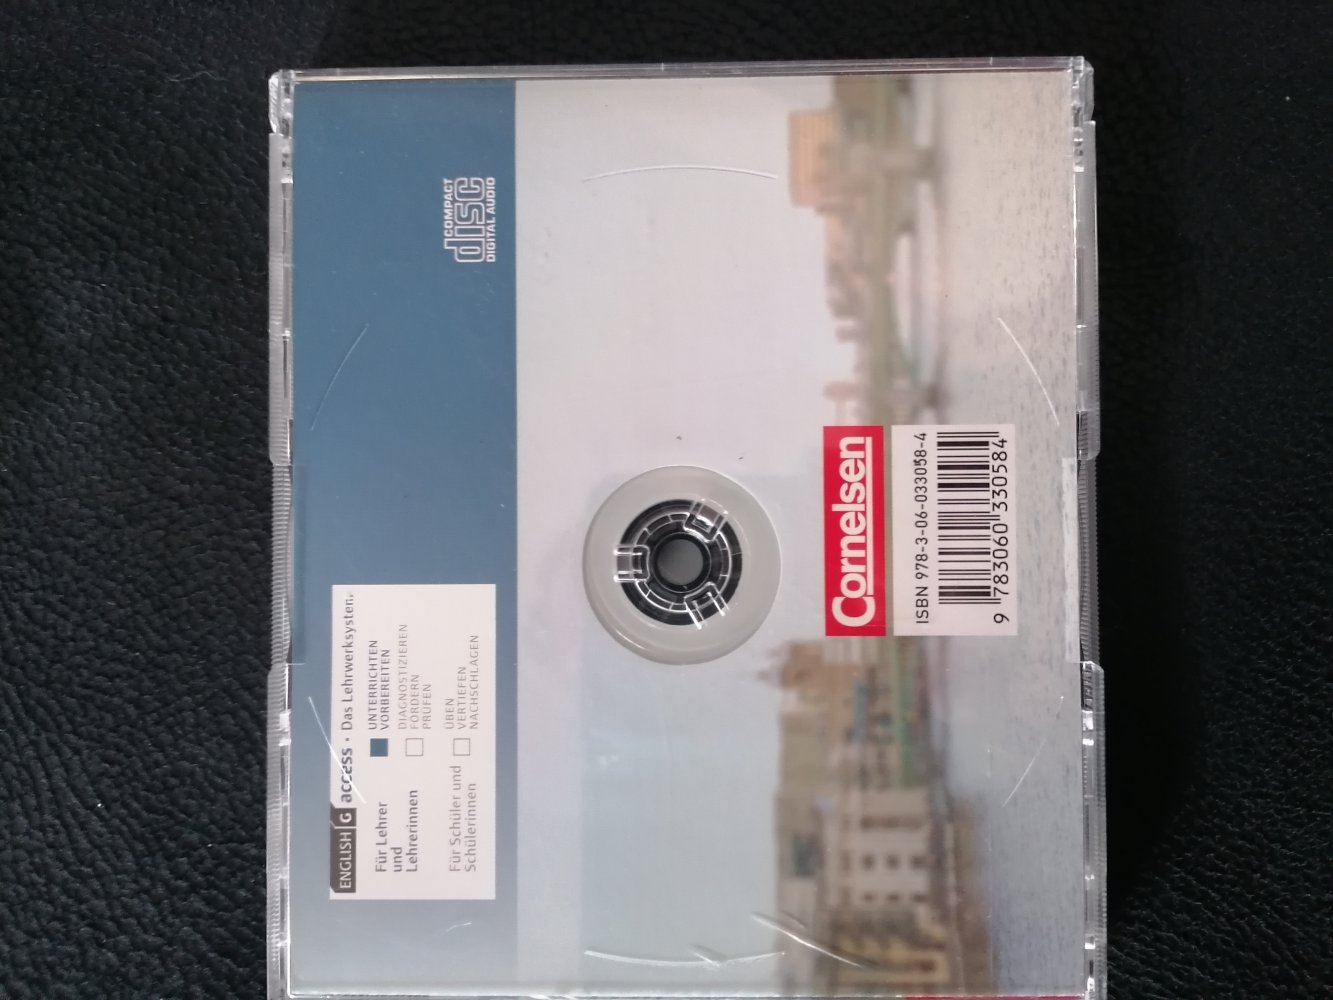 ENGLISH G access · Das Lehrwerksystem
Für Lehrer
und
Lehrerinnen
UNTERRICHTEN
VORBEREITEN
DIAGNOSTIZIEREN
FÖRDERN
PRÜFEN
Für Schüler und
Schülerinnen
ÜBEN
VERTIEFEN
NACHSCHLAGEN
COMPACT
disc
DIGITAL AUDIO
Cornelsen
ISBN 978-3-06-033058-4
9 783060 330584